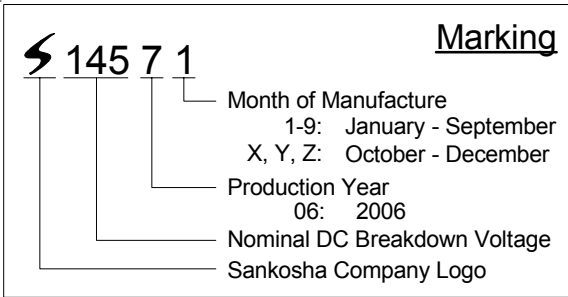 Marking
145 7 1
Month of Manufacture
1-9: January - September
X, Y, Z: October - December
Production Year
06: 2006
Nominal DC Breakdown Voltage
Sankosha Company Logo